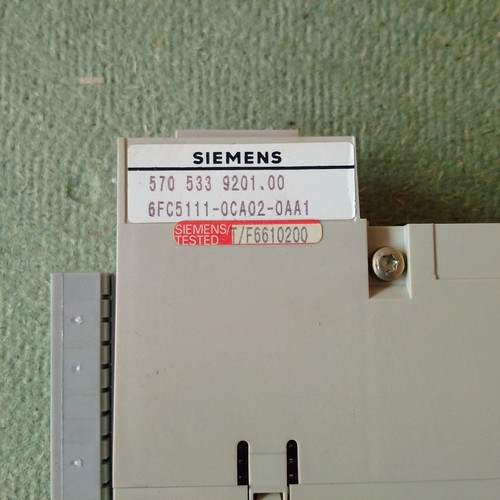 SIEMENS
570 533 9201.00
6FC5111-0CA02-0AA1
SIEMENS/
TESTED T/F6610200